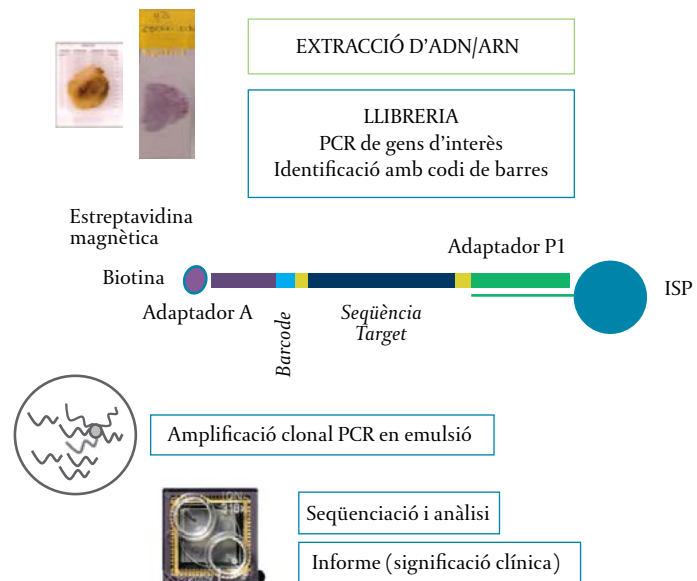 EXTRACCIÓ D'ADN/ARN
LLIBRERIA
PCR de gens d'interès
Identificació amb codi de barres
Estreptavidina
magnètica
Biotina
Adaptador A
Barcode
Seqüència
Target
Adaptador P1
ISP
Amplificació clonal PCR en emulsió
Seqüenciació i anàlisi
Informe (significació clínica)